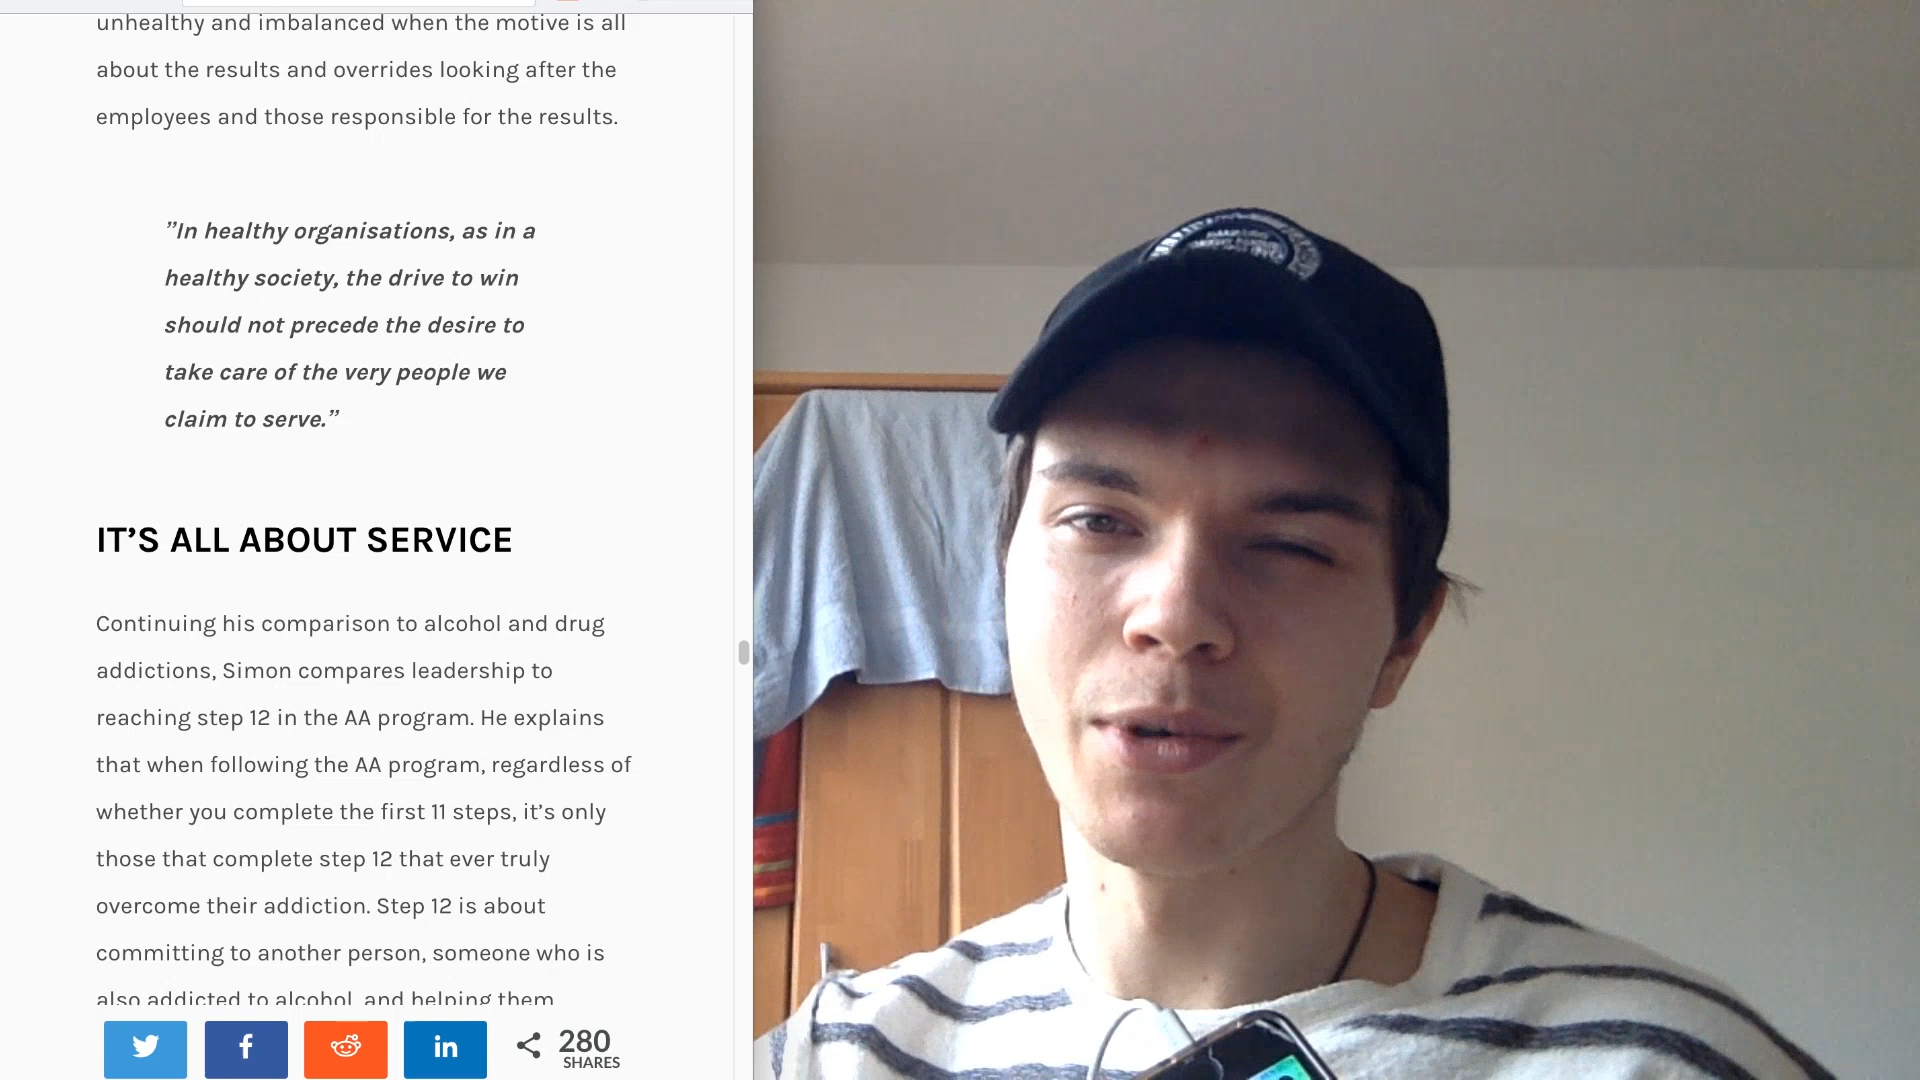 unhealthy and imbalanced when the motive is all
about the results and overrides looking after the
employees and those responsible for the results.
”In healthy organisations, as in a
healthy society, the drive to win
should not precede the desire to
take care of the very people we
claim to serve.”
IT’S ALL ABOUT SERVICE
Continuing his comparison to alcohol and drug
addictions, Simon compares leadership to
reaching step 12 in the AA program. He explains
that when following the AA program, regardless of
whether you complete the first 11 steps, it’s only
those that complete step 12 that ever truly
overcome their addiction. Step 12 is about
committing to another person, someone who is
also addicted to alcohol, and helping them
280
SHARES